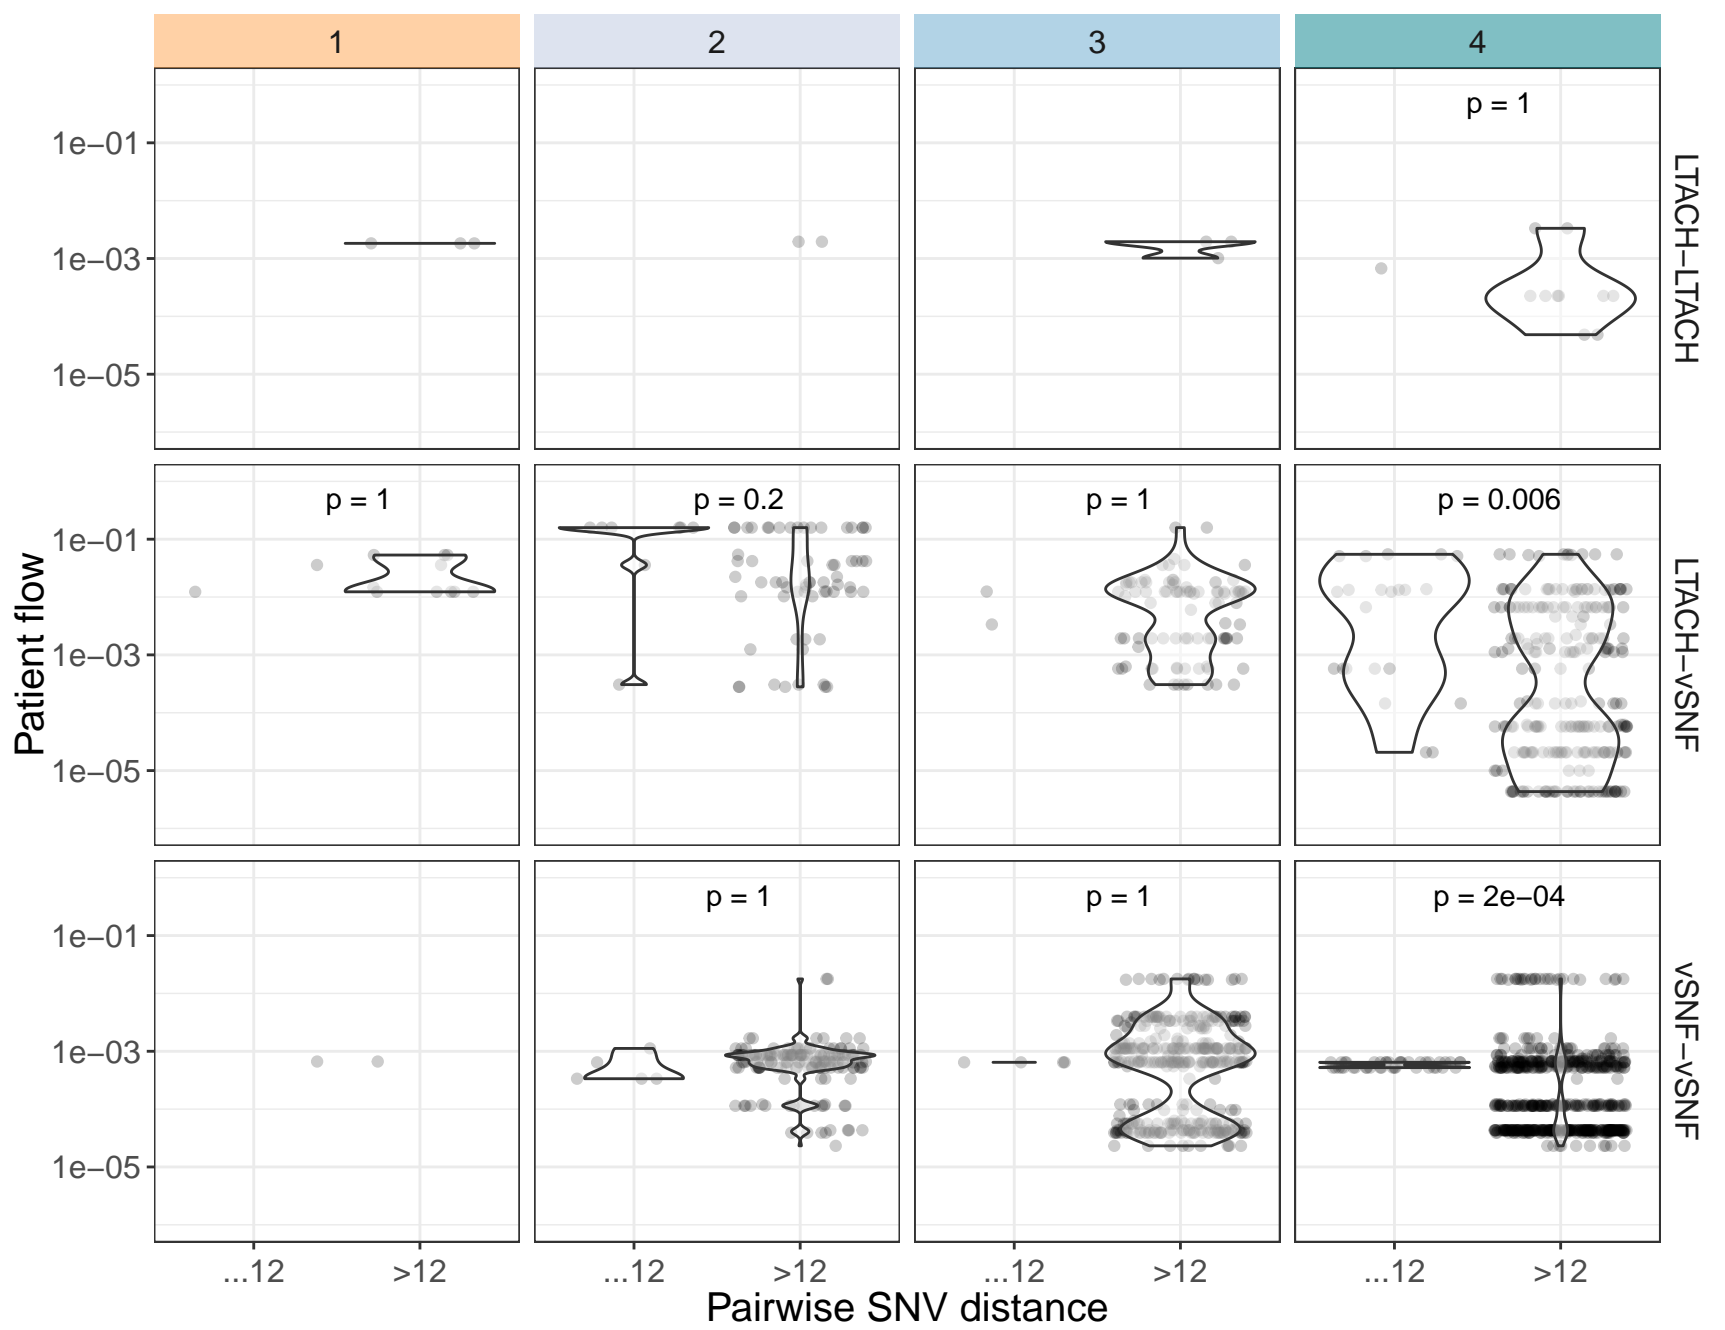 1 2 3 4
p = 1
1e−01
1e−03
1e−05
LTACH−LTACH
p = 1 p = 0.2 p = 1 p = 0.006
1e−01
1e−03
1e−05
LTACH−vSNF
Patient flow
p = 1 p = 1 p = 2e−04
1e−01
1e−03
1e−05
vSNF−vSNF
...12 >12 ...12 >12 ...12 >12 ...12 >12
Pairwise SNV distance